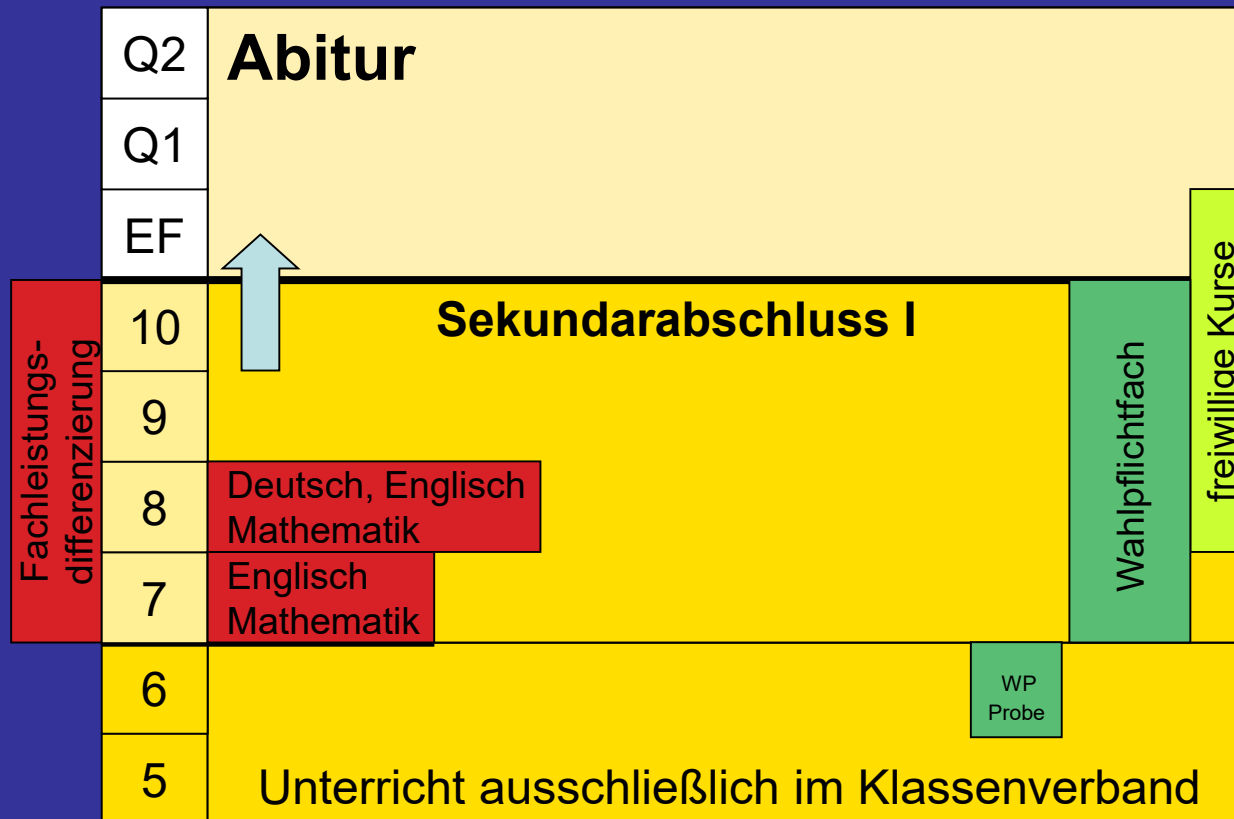 Q2
Abitur
Q1
EF
10
Sekundarabschluss I
9
8
Deutsch, Englisch
Mathematik
7
Englisch
Mathematik
6
WP
Probe
5
Unterricht ausschließlich im Klassenverband
Fachleistungs-
differenzierung
Wahlpflichtfach
freiwillige Kurse